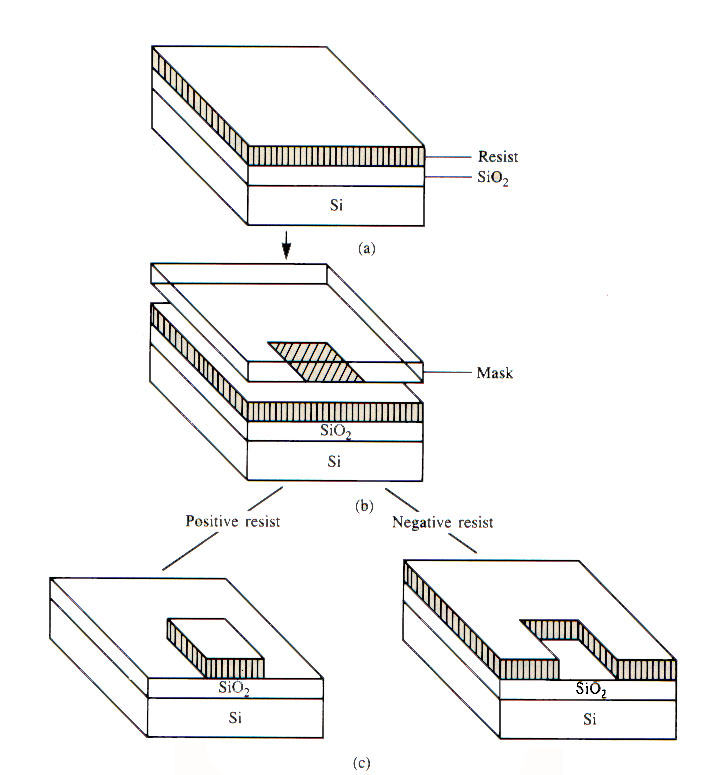 Resist
SiO₂
Si
(a)
Mask
SiO₂
Si
(b)
Positive resist
Negative resist
SiO₂
Si
SiO₂
Si
(c)